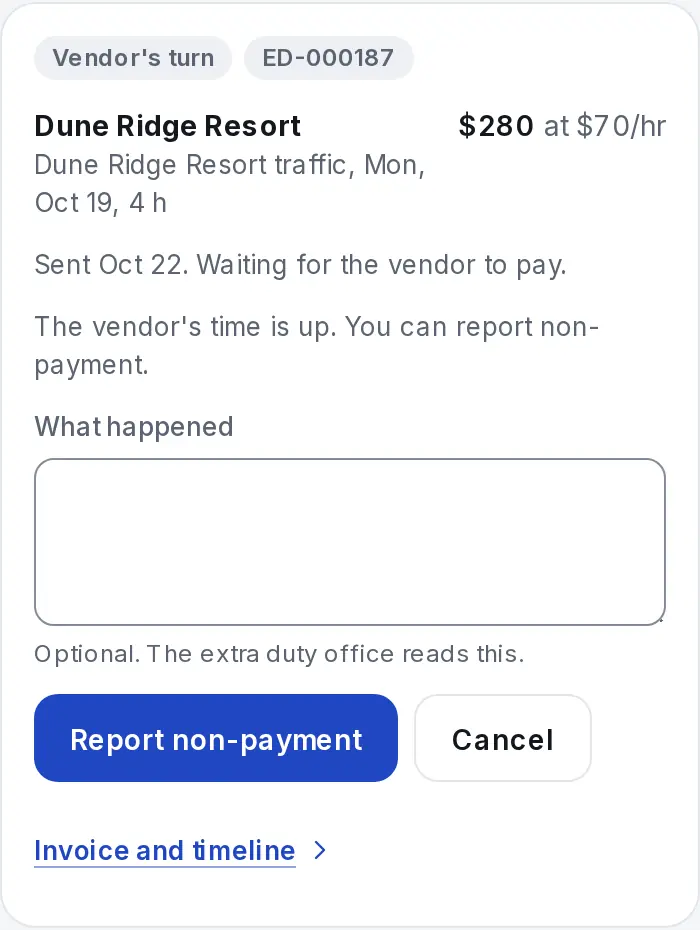 Vendor's turn ED-000187
Dune Ridge Resort $280 at $70/hr
Dune Ridge Resort traffic, Mon,
Oct 19, 4 h
Sent Oct 22. Waiting for the vendor to pay.
The vendor's time is up. You can report non-
payment.
What happened
Optional. The extra duty office reads this.
Report non-payment Cancel
Invoice and timeline